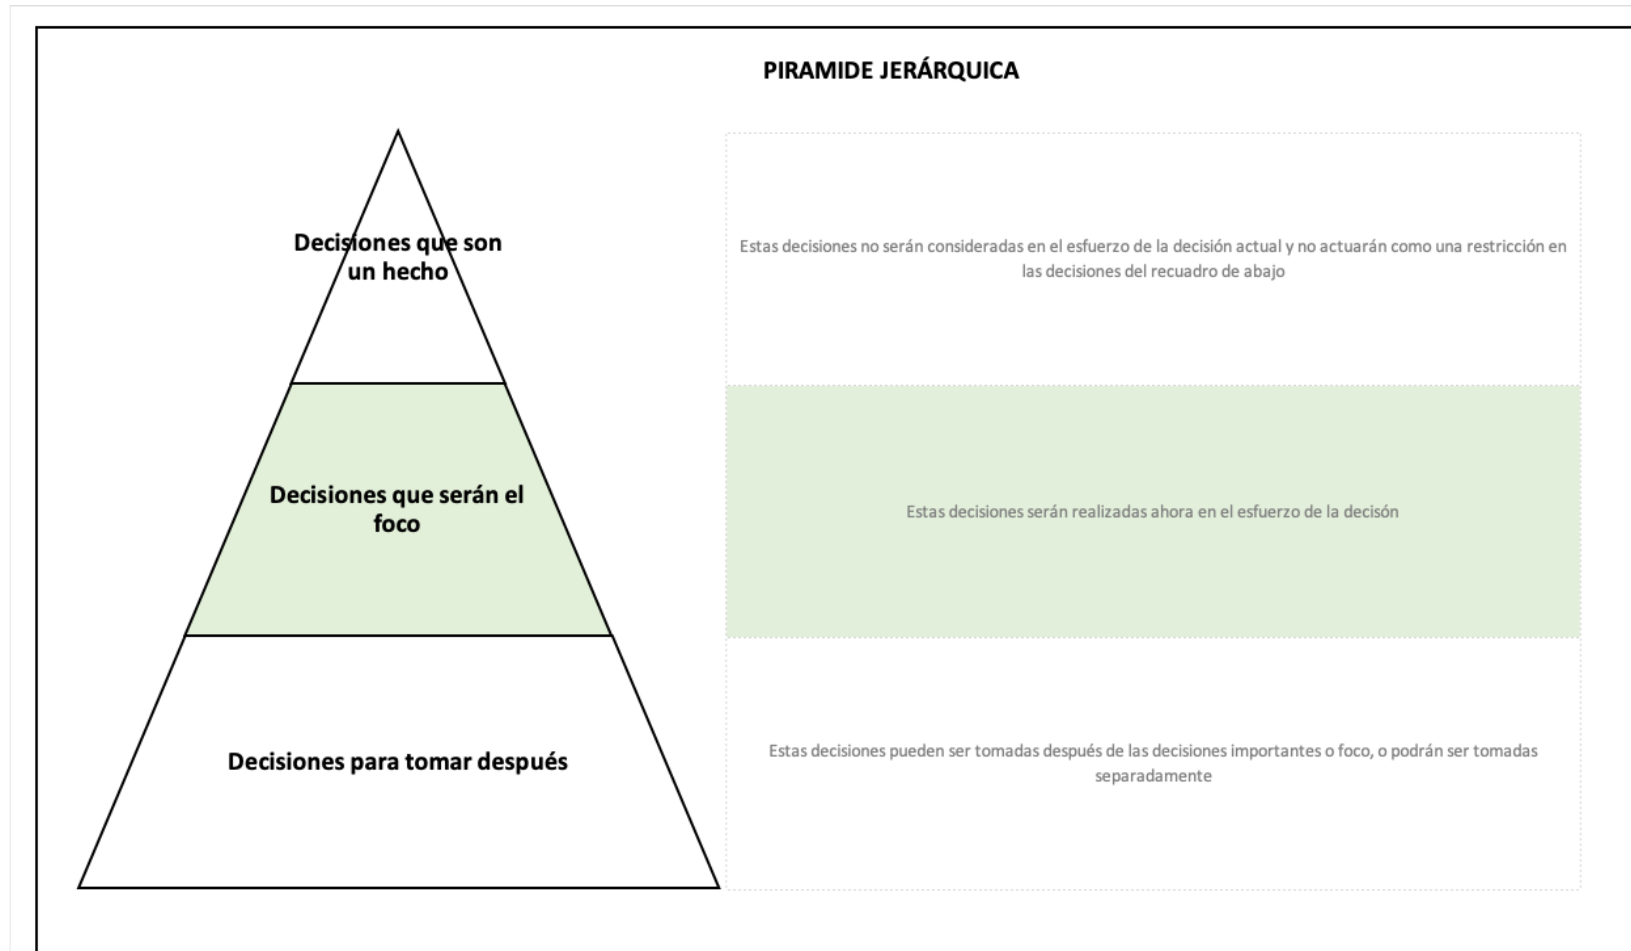 PIRAMIDE JERÁRQUICA
Decisiones que son
un hecho
Estas decisiones no serán consideradas en el esfuerzo de la decisión actual y no actuarán como una restricción en
las decisiones del recuadro de abajo
Decisiones que serán el
foco
Estas decisiones serán realizadas ahora en el esfuerzo de la decisón
Decisiones para tomar después
Estas decisiones pueden ser tomadas después de las decisiones importantes o foco, o podrán ser tomadas
separadamente